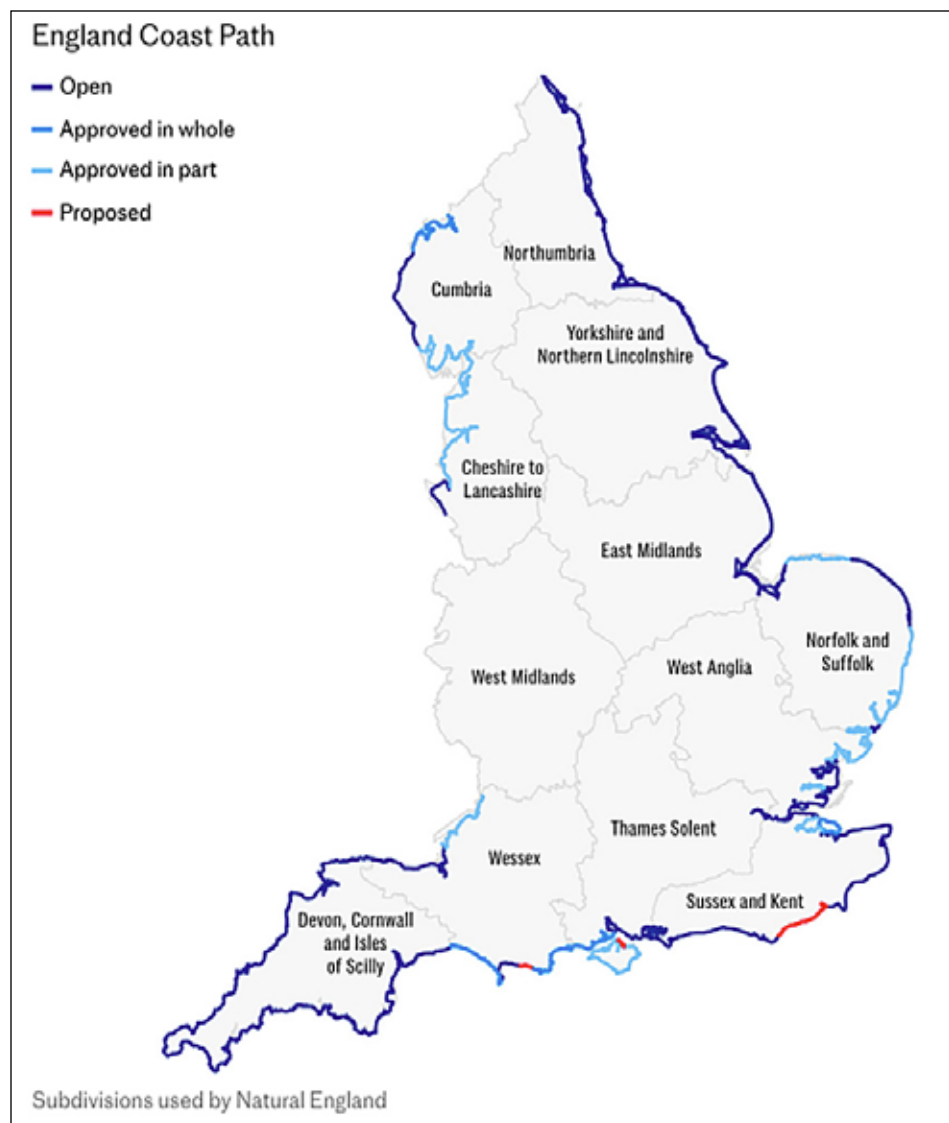 England Coast Path
Open
Approved in whole
Approved in part
Proposed
Northumbria
Cumbria
Yorkshire and
Northern Lincolnshire
Cheshire to
Lancashire
East Midlands
Norfolk and
Suffolk
West Midlands
West Anglia
Thames Solent
Wessex
Sussex and Kent
Devon, Cornwall
and Isles
of Scilly
Subdivisions used by Natural England